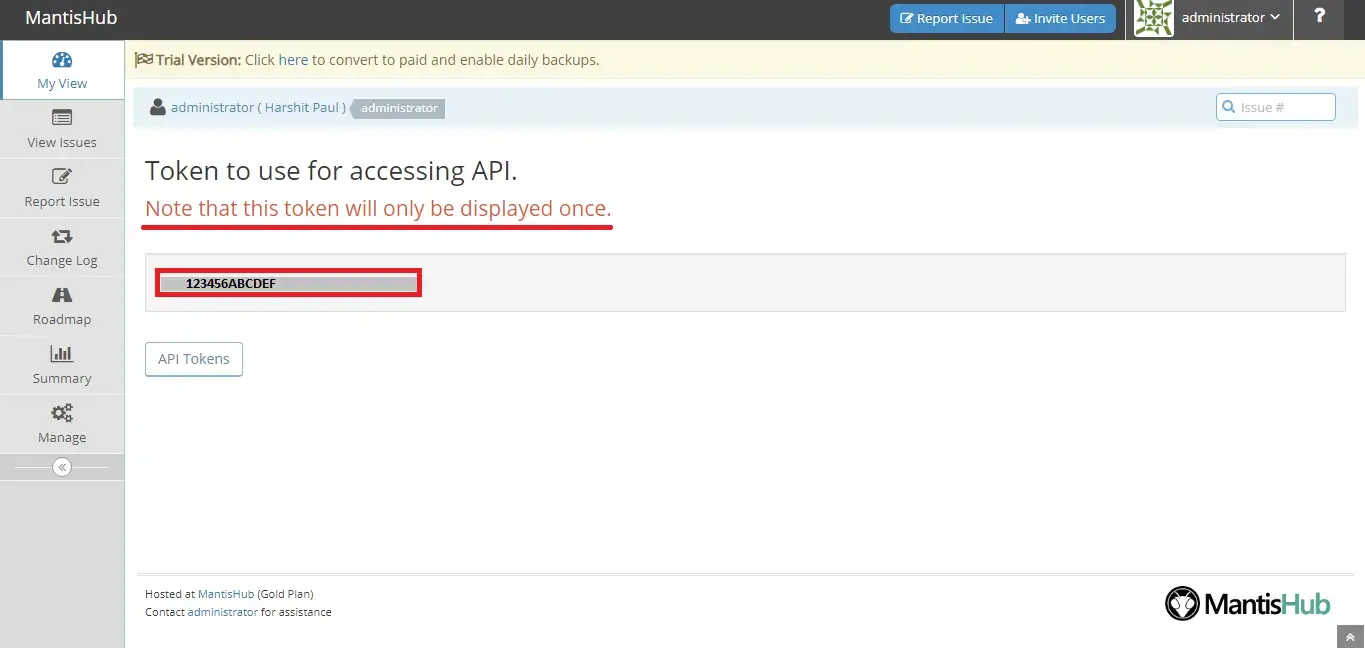 MantisHub
Report Issue
Invite Users
administrator
?
My View
View Issues
Report Issue
Change Log
Roadmap
Summary
Manage
Trial Version: Click here to convert to paid and enable daily backups.
administrator ( Harshit Paul )
administrator
Issue #
Token to use for accessing API.
Note that this token will only be displayed once.
123456ABCDEF
API Tokens
Hosted at MantisHub (Gold Plan)
Contact administrator for assistance
MantisHub